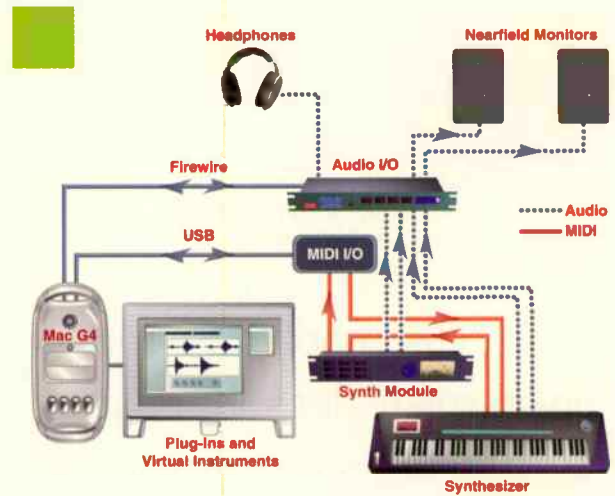 Headphones
Nearfield Monitors
Firewire
Audio I/O
Audio
MIDI
USB
MIDI I/O
Mac G4
Synth Module
Plug-Ins and
Virtual Instruments
Synthesizer